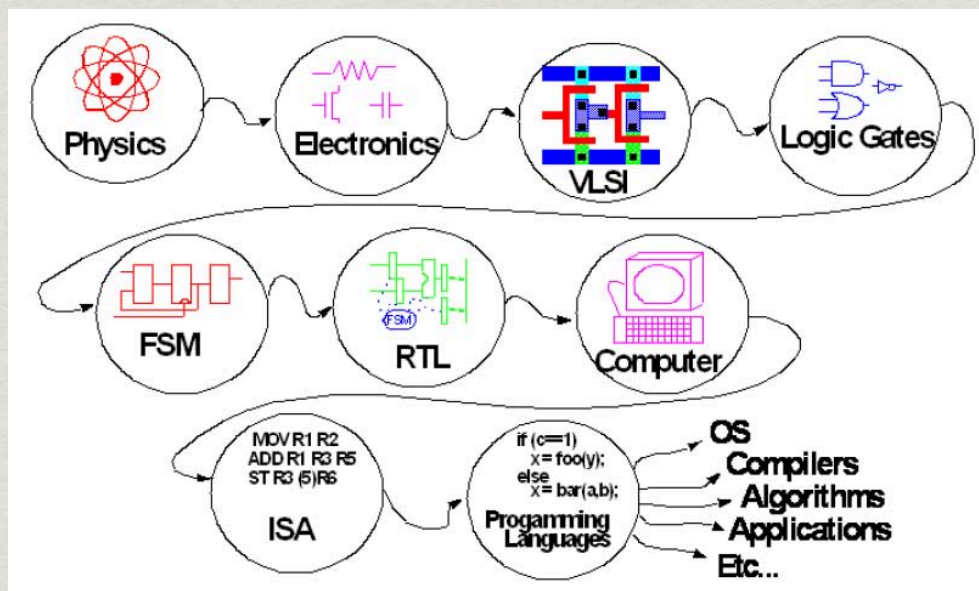 Physics
Electronics
VLSI
Logic Gates
FSM
FSM
RTL
Computer
MOV R1 R2
ADD R1 R3 R5
ST R3 (5)R6
ISA
if (c==1)
x= foo(y);
else
x= bar(a,b);
Progamming
Languages
OS
Compilers
Algorithms
Applications
Etc...